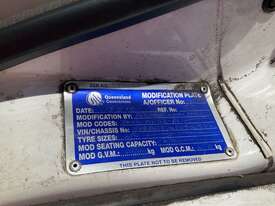 Queensland MODIFICATION PLATE
Government A/OFFICER No:
DATE: REF. No:
MODIFICATION BY:
MOD CODES:
VIN/CHASSIS No:
TYRE SIZES:
MOD SEATING CAPACITY:
MOD G.V.M.: kg MOD G.C.M.: kg
THIS PLATE NOT TO BE REMOVED